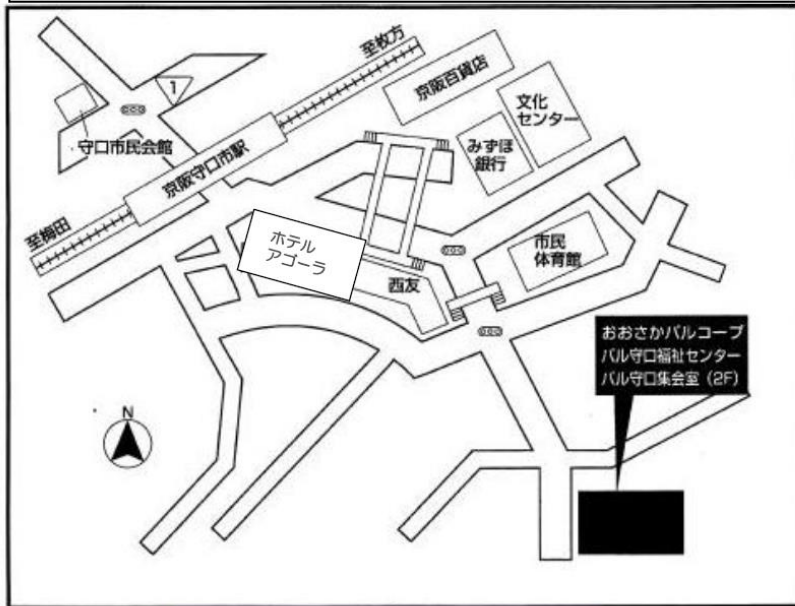 至枚方
京阪百貨店
文化
センター
1
守口市民会館
京阪守口市駅
みずほ
銀行
至梅田
ホテル
アゴーラ
西友
市民
体育館
おおさかパルコープ
パル守口福祉センター
パル守口集会室（2F）
N